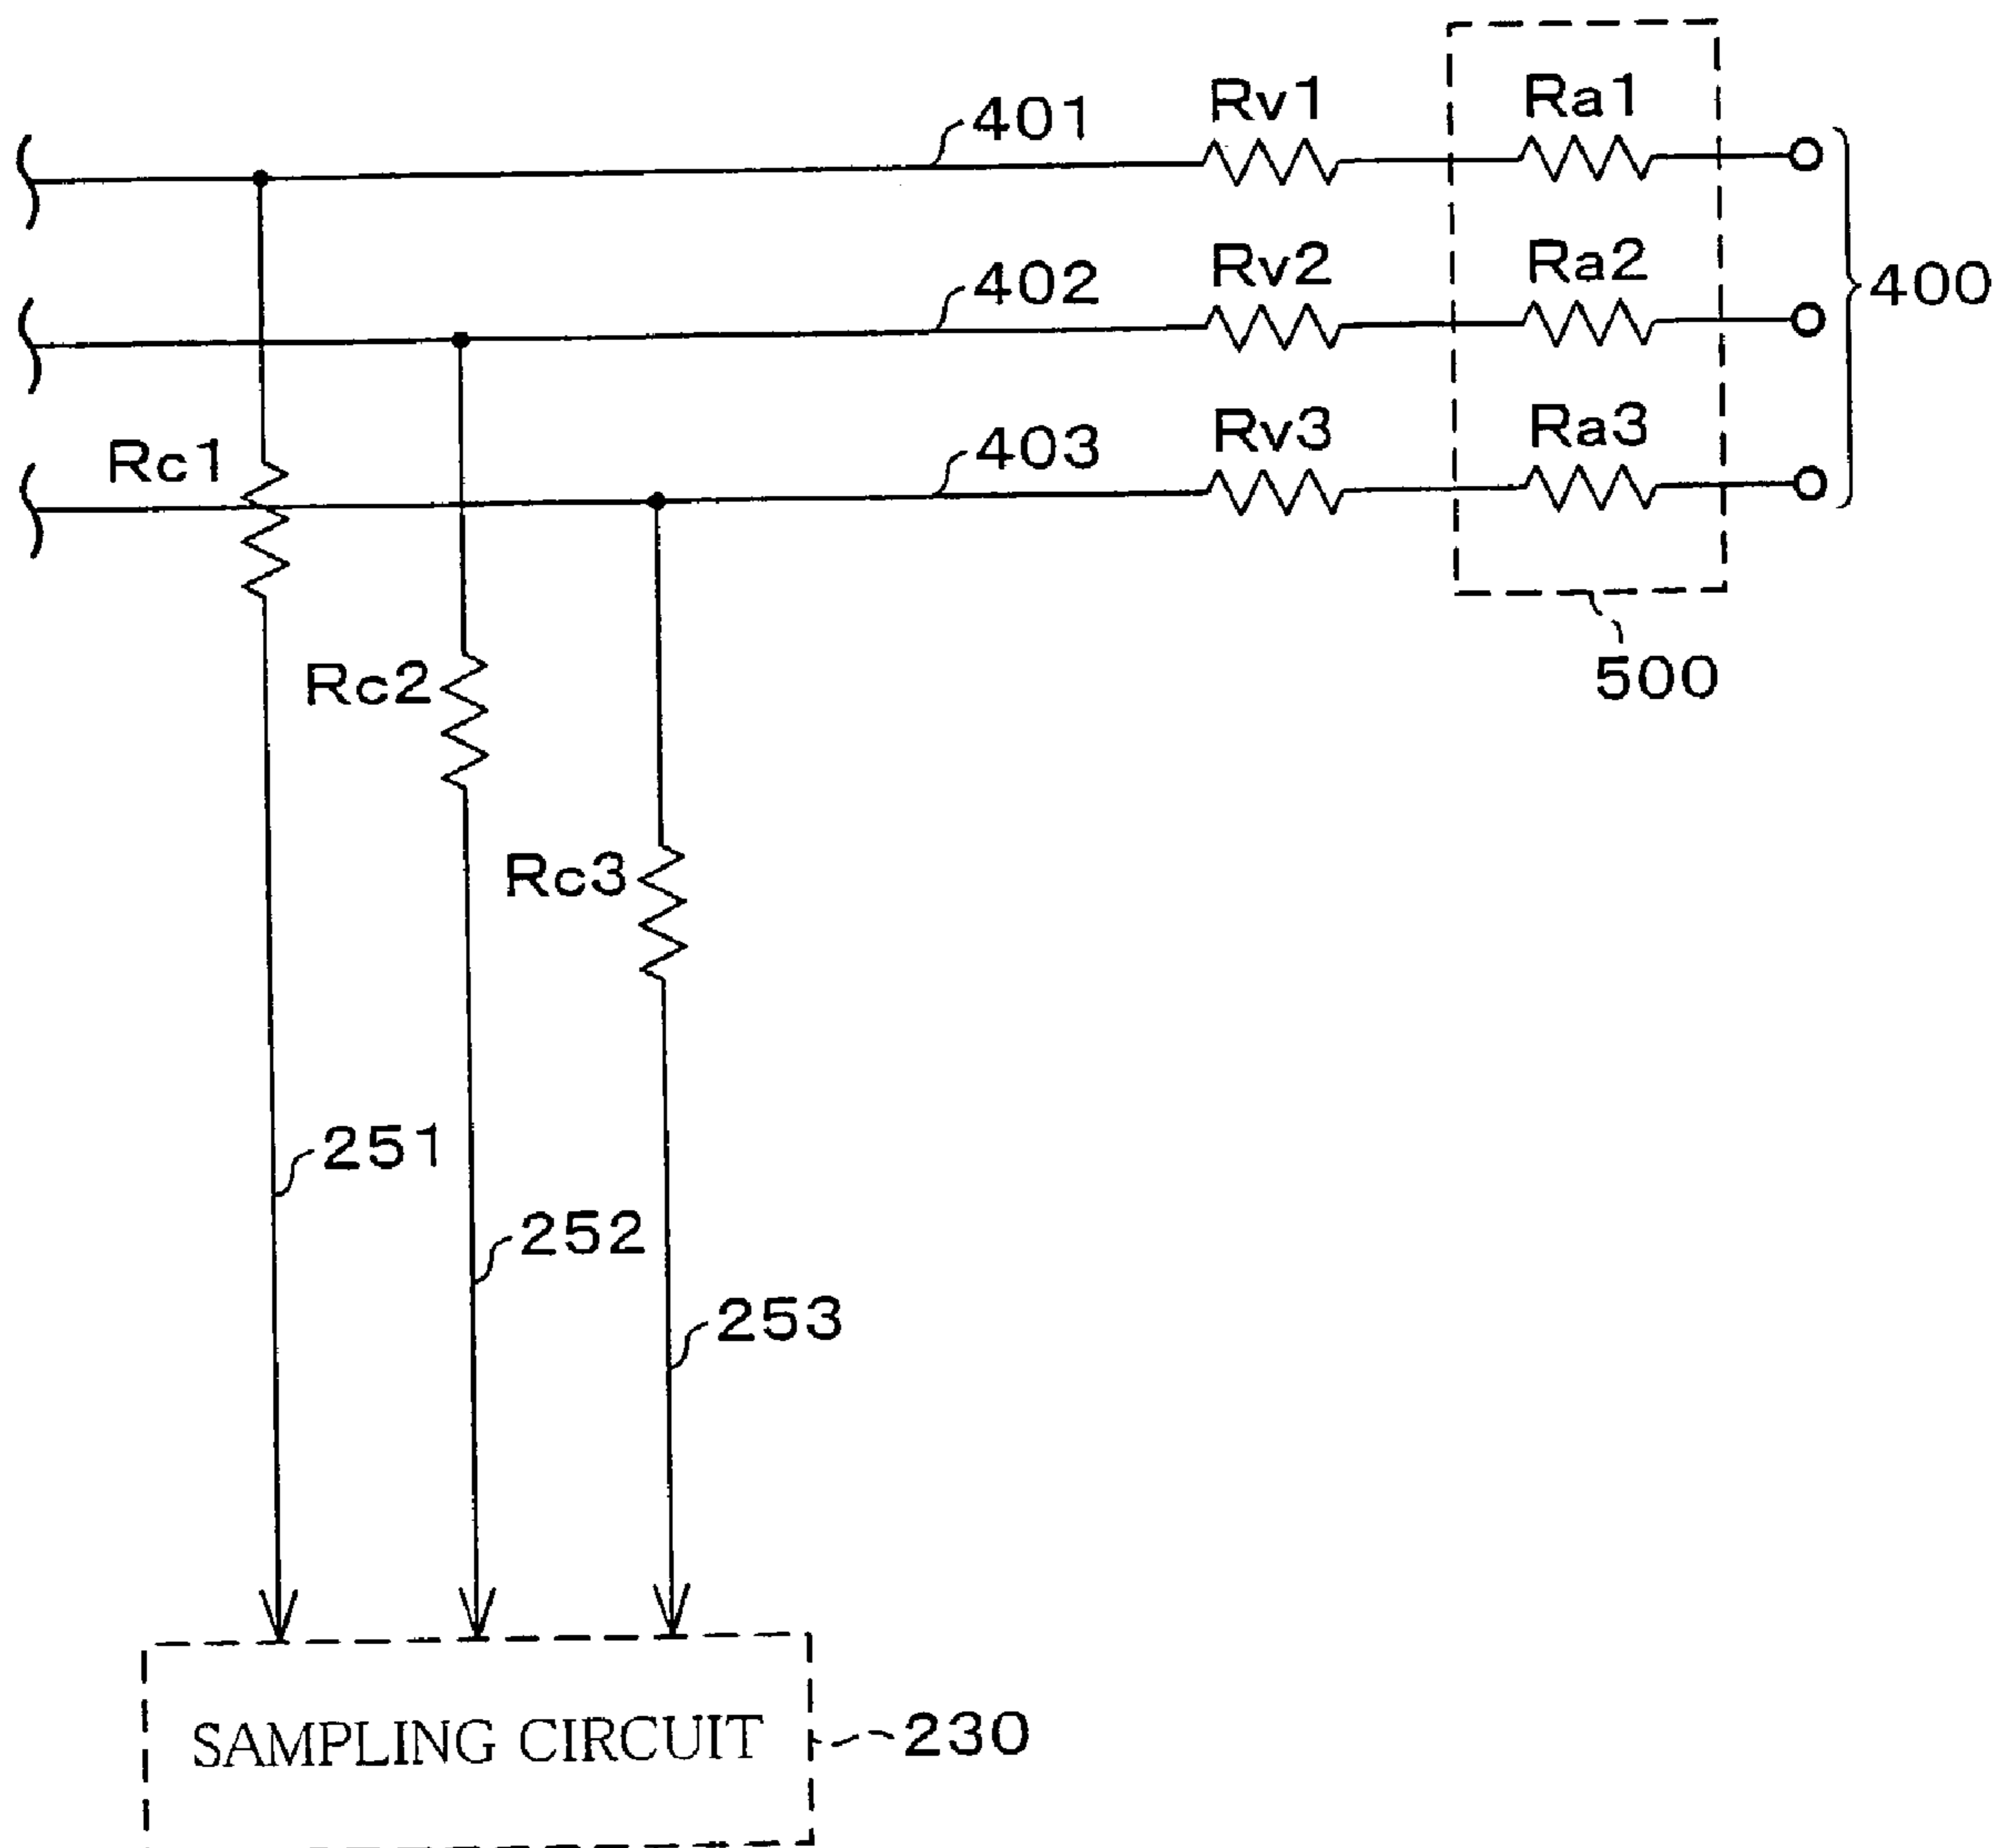 401 Rv1 Ra1
402 Rv2 Ra2 400
Rc1 403 Rv3 Ra3
Rc2 500
Rc3
251
252
253
SAMPLING CIRCUIT 230